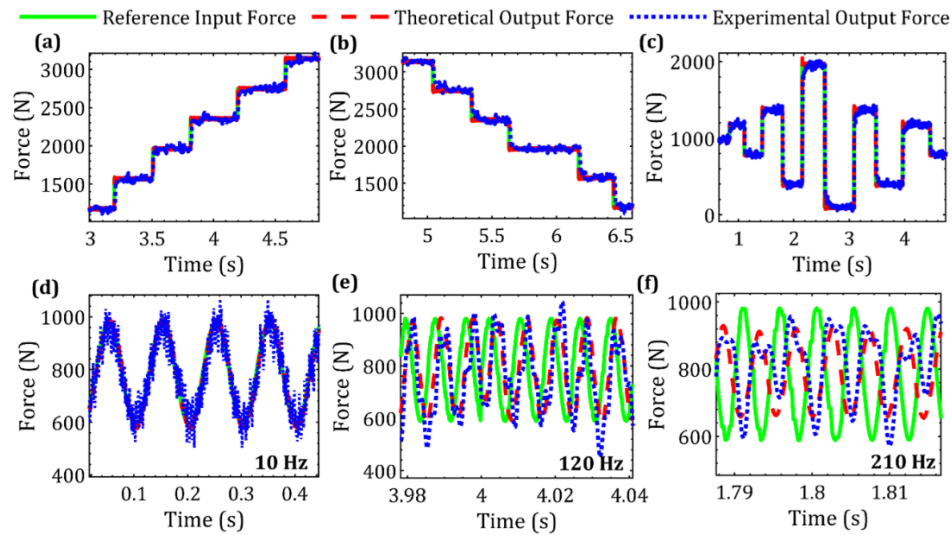 Reference Input Force Theoretical Output Force Experimental Output Force
(a) (b) (c)
Force (N) Force (N) Force (N)
3000 3000 2000
2500 2500
2000 2000 1000
1500 1500
0
3 3.5 4 4.5 5 5.5 6 6.5 1 2 3 4
Time (s) Time (s) Time (s)
(d) (e) (f)
Force (N) Force (N) Force (N)
1000 1000 1000
800 800 800
600 600 600
400 400
10 Hz 120 Hz 210 Hz
0.1 0.2 0.3 0.4 3.98 4 4.02 4.04 1.79 1.8 1.81
Time (s) Time (s) Time (s)